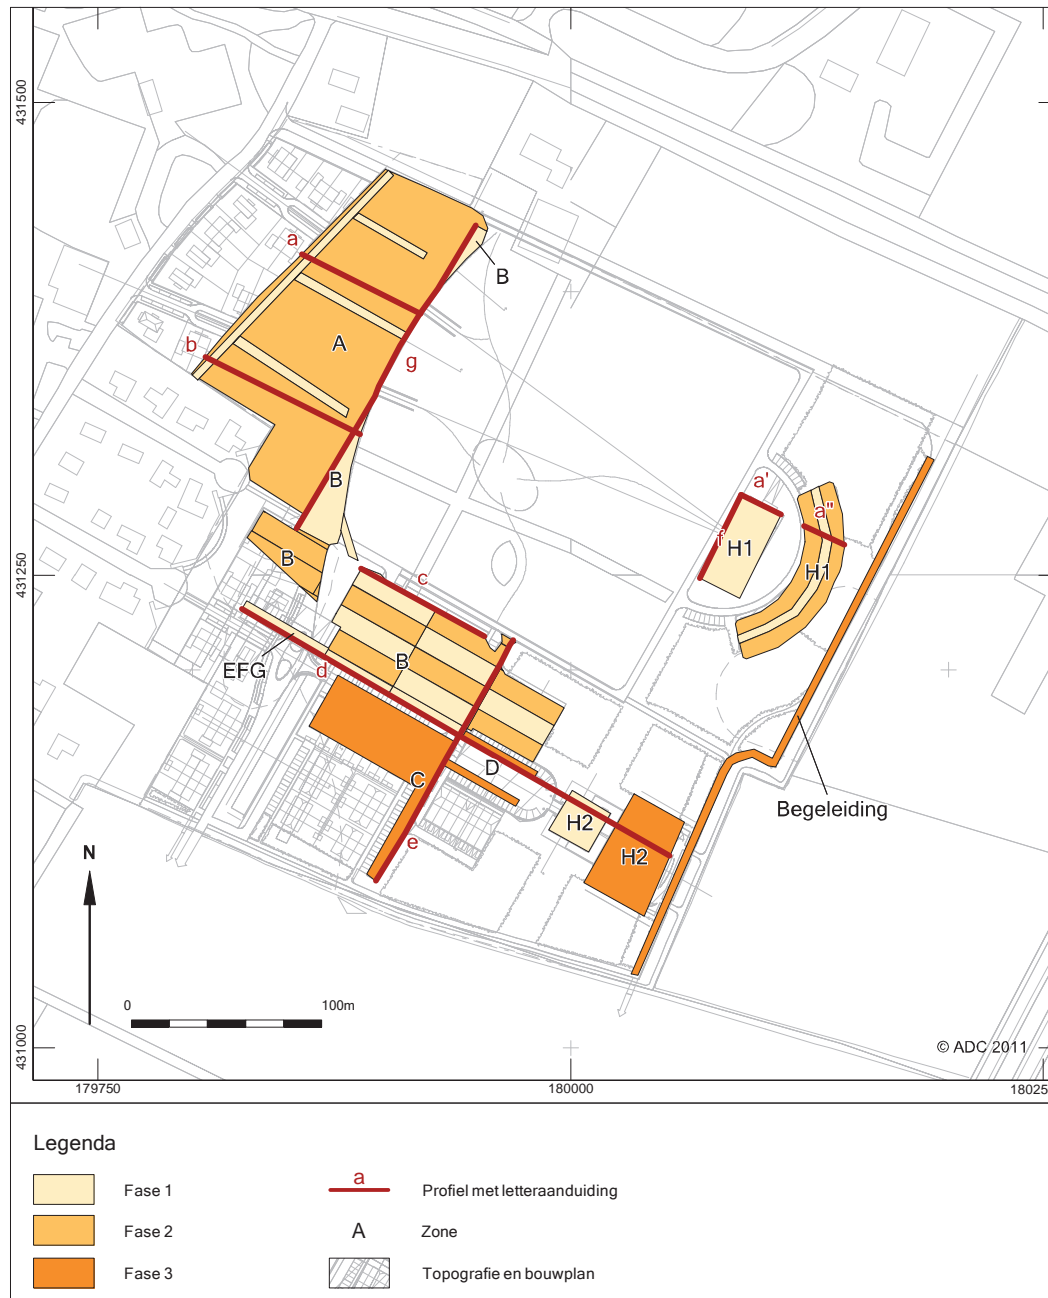 431500
a
B
A
b
g
B
a'
a"
f
H1
431250
B
c
H1
B
EFG
d
D
C
Begeleiding
H2
H2
e
N
0
100m
© ADC 2011
431000
179750
180000
18025
Legenda
Fase 1
a
Profiel met letteraanduiding
Fase 2
A
Zone
Fase 3
Topografie en bouwplan